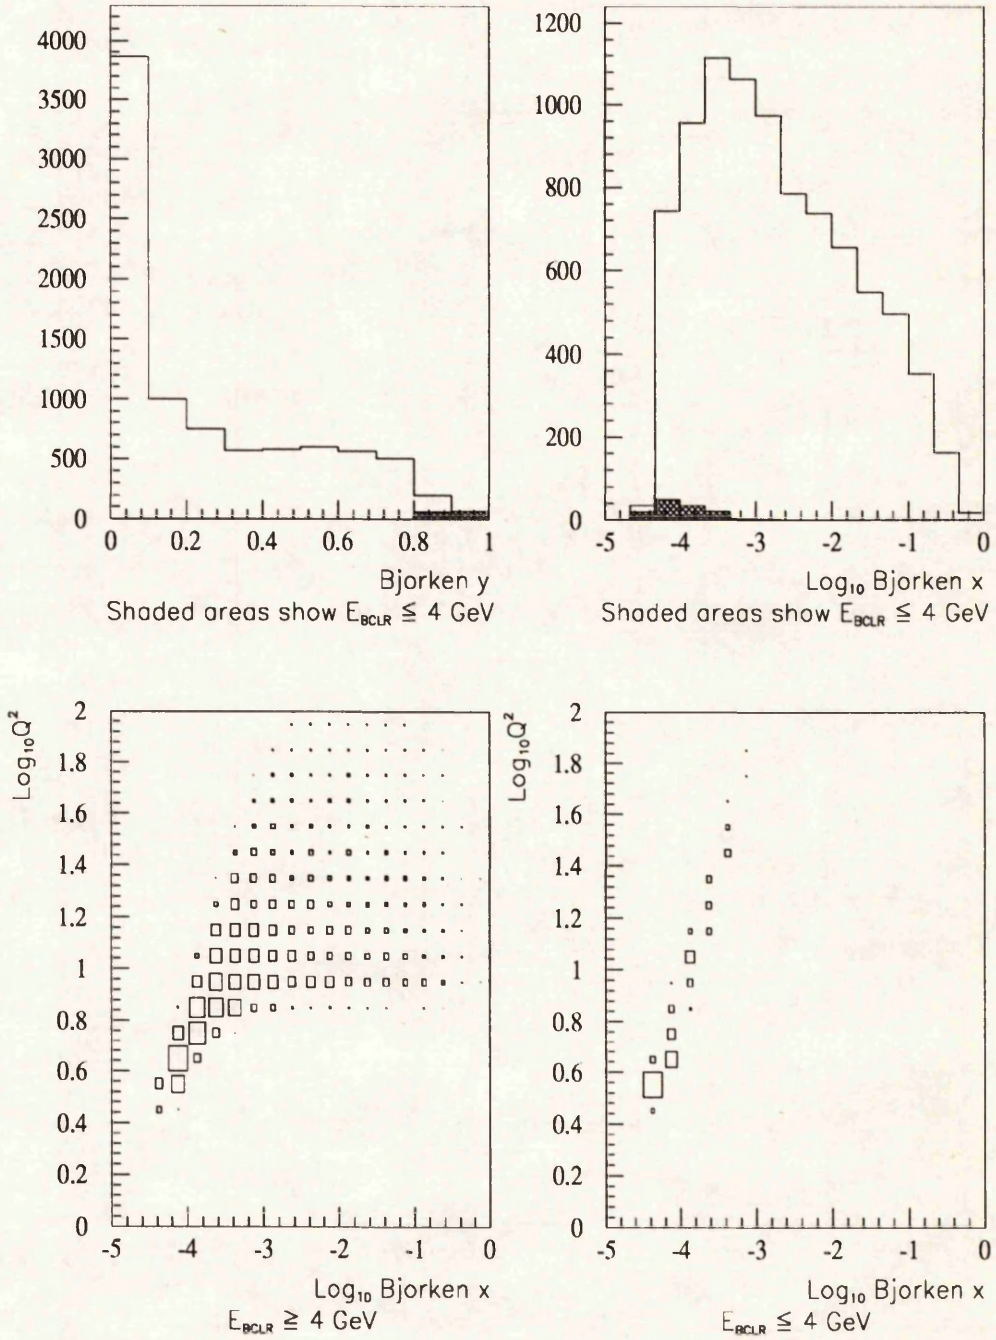 4000
3500
3000
2500
2000
1500
1000
500
0
0 0.2 0.4 0.6 0.8 1
Bjorken y
Shaded areas show E_BCLR ≦ 4 GeV
1200
1000
800
600
400
200
0
-5 -4 -3 -2 -1 0
Log₁₀ Bjorken x
Shaded areas show E_BCLR ≦ 4 GeV
Log₁₀Q²
2
1.8
1.6
1.4
1.2
1
0.8
0.6
0.4
0.2
0
-5 -4 -3 -2 -1 0
Log₁₀ Bjorken x
E_BCLR ≧ 4 GeV
Log₁₀Q²
2
1.8
1.6
1.4
1.2
1
0.8
0.6
0.4
0.2
0
-5 -4 -3 -2 -1 0
Log₁₀ Bjorken x
E_BCLR ≦ 4 GeV